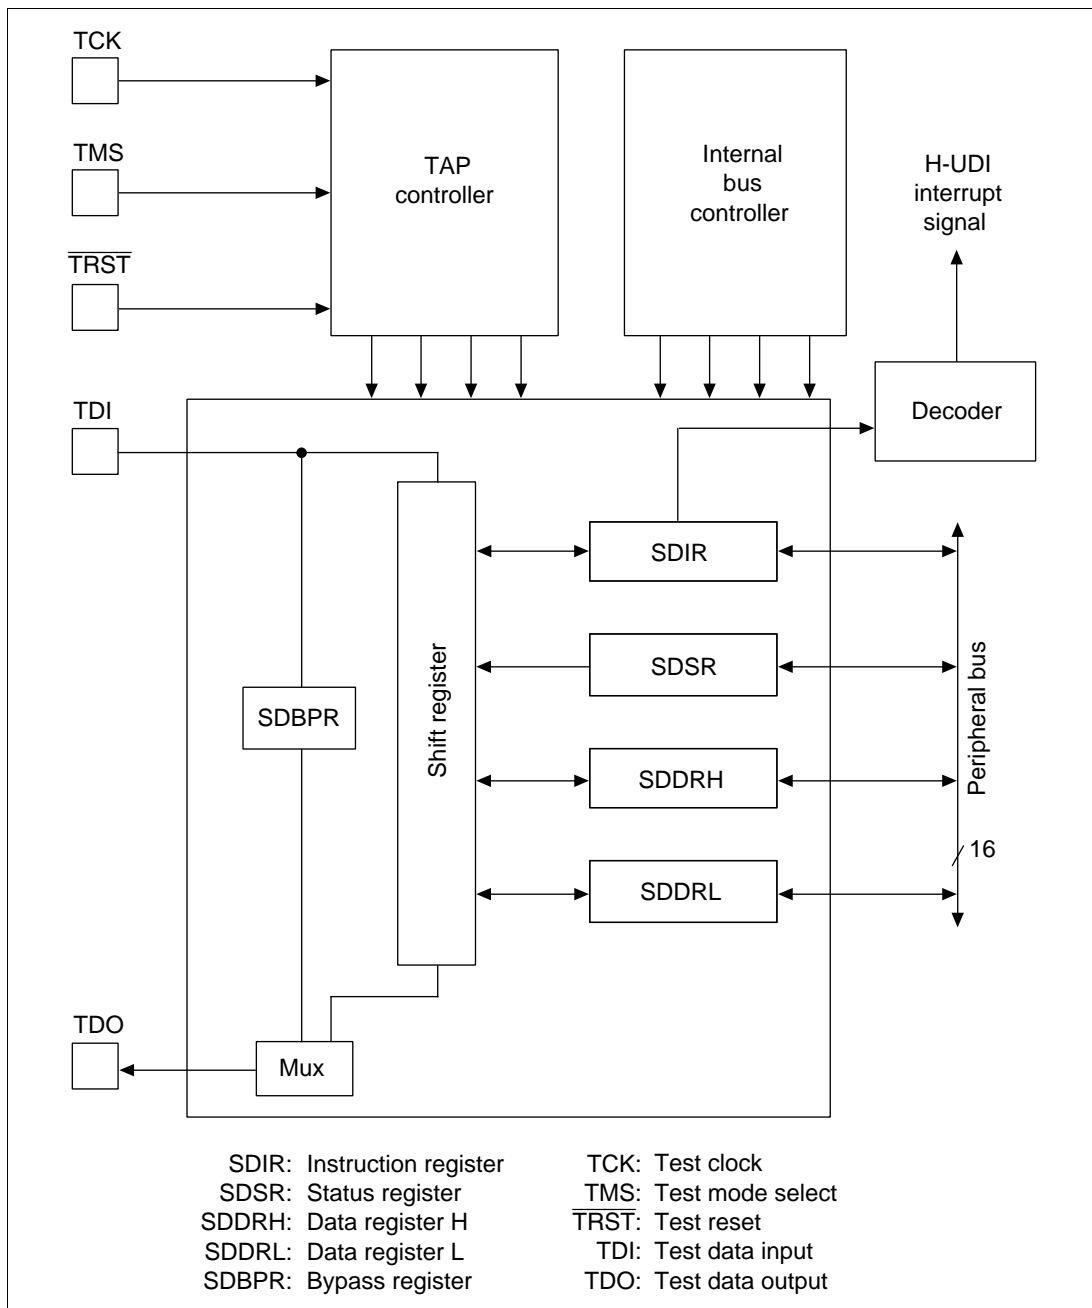 TCK
TMS
TRST
TDI
TDO
TAP
controller
Internal
bus
controller
H-UDI
interrupt
signal
Decoder
Shift register
SDIR
SDSR
SDDRH
SDDRL
SDBPR
Mux
Peripheral bus
16
SDIR: Instruction register
SDSR: Status register
SDDRH: Data register H
SDDRL: Data register L
SDBPR: Bypass register
TCK: Test clock
TMS: Test mode select
TRST: Test reset
TDI: Test data input
TDO: Test data output